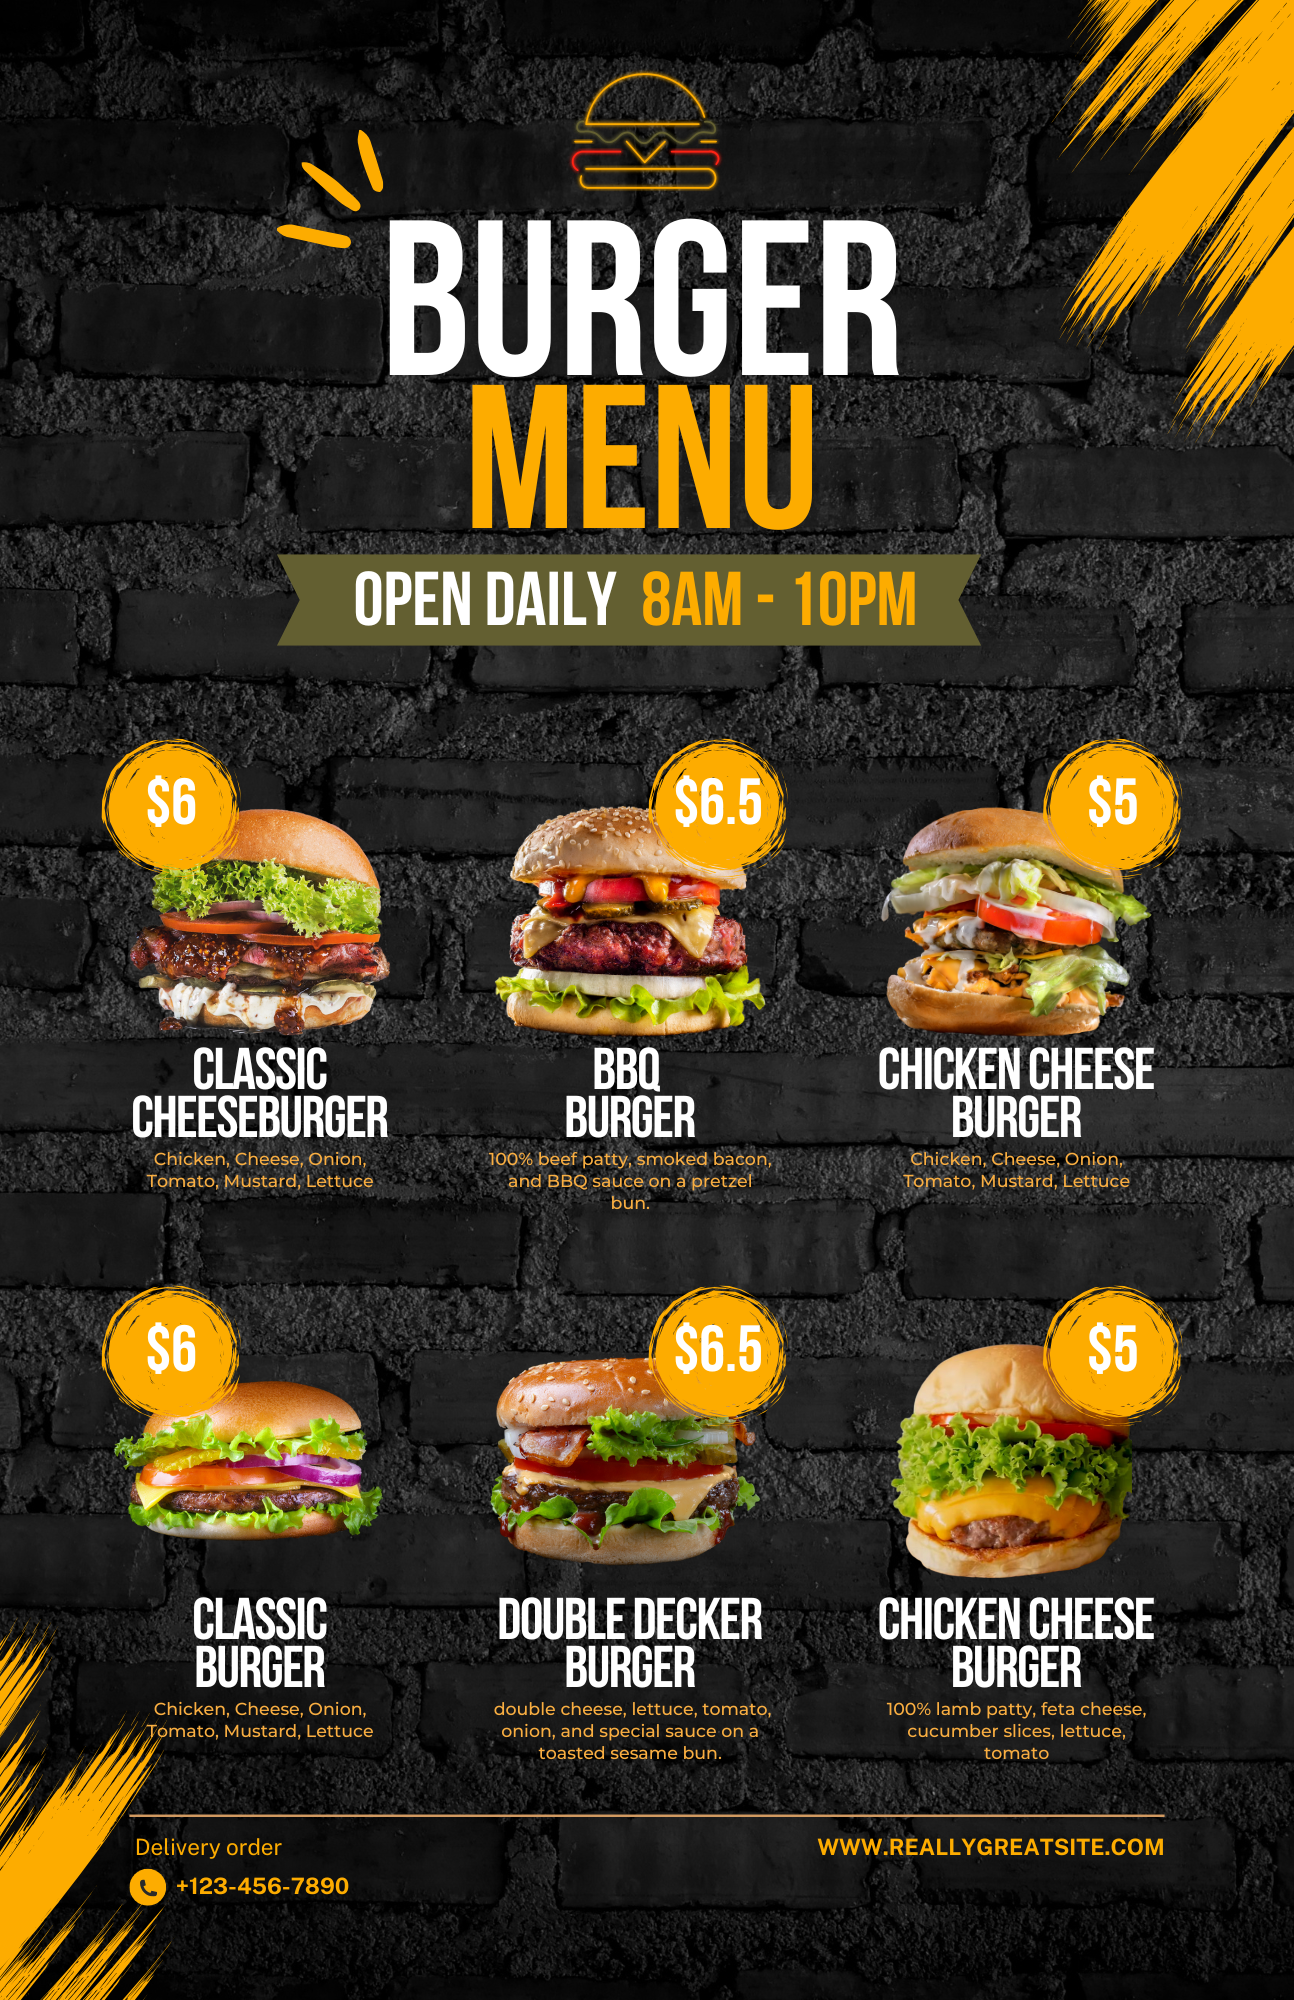 BURGER
MENU
OPEN DAILY 8AM - 10PM
$6
CLASSIC
CHEESEBURGER
Chicken, Cheese, Onion,
Tomato, Mustard, Lettuce
$6.5
BBQ
BURGER
100% beef patty, smoked bacon,
and BBQ sauce on a pretzel
bun.
$5
CHICKEN CHEESE
BURGER
Chicken, Cheese, Onion,
Tomato, Mustard, Lettuce
$6
CLASSIC
BURGER
Chicken, Cheese, Onion,
Tomato, Mustard, Lettuce
$6.5
DOUBLE DECKER
BURGER
double cheese, lettuce, tomato,
onion, and special sauce on a
toasted sesame bun.
$5
CHICKEN CHEESE
BURGER
100% lamb patty, feta cheese,
cucumber slices, lettuce,
tomato
Delivery order
+123-456-7890
WWW.REALLYGREATSITE.COM